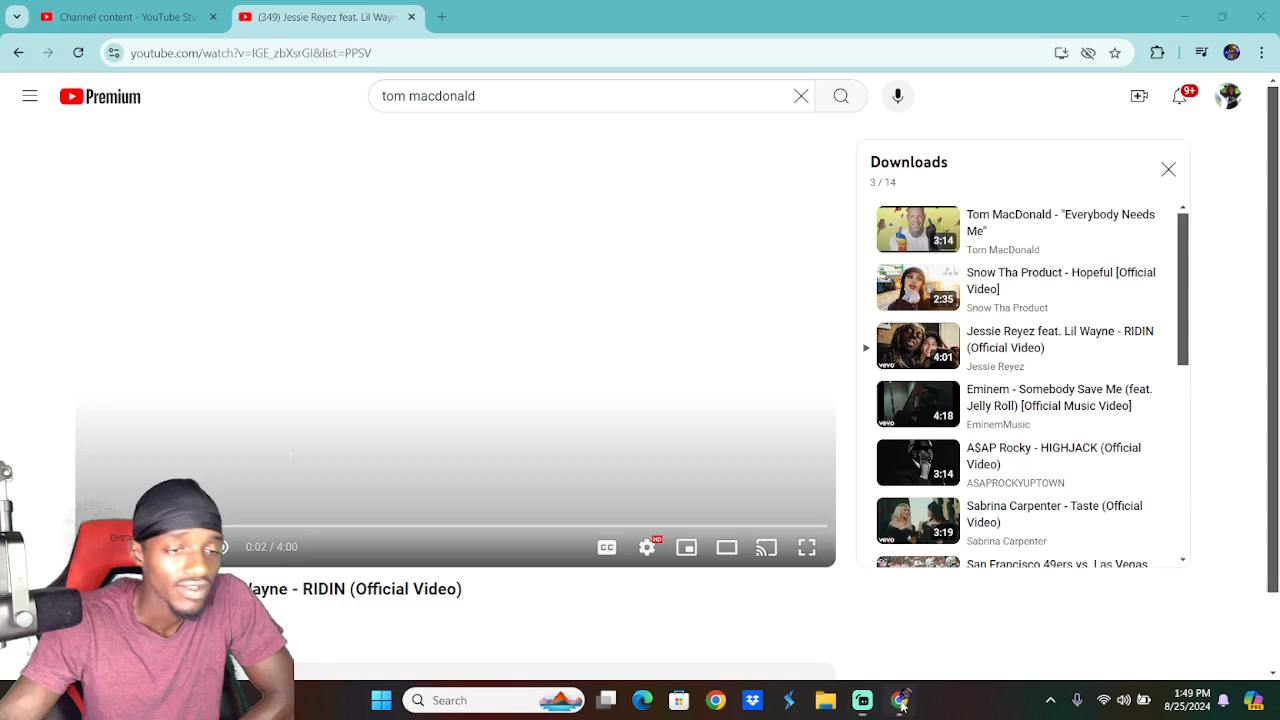 Channel content - YouTube Stu
(349) Jessie Reyez feat. Lil Wayn
youtube.com/watch?v=IGE_zbXsrGI&list=PPSV
Premium
tom macdonald
9+
Downloads
3 / 14
3:14
Tom MacDonald - "Everybody Needs
Me"
Tom MacDonald
2:35
Snow Tha Product - Hopeful [Official
Video]
Snow Tha Product
vevo
4:01
Jessie Reyez feat. Lil Wayne - RIDIN
(Official Video)
Jessie Reyez
vevo
4:18
Eminem - Somebody Save Me (feat.
Jelly Roll) [Official Music Video]
EminemMusic
3:14
A$AP Rocky - HIGHJACK (Official
Video)
ASAPROCKYUPTOWN
vevo
3:19
Sabrina Carpenter - Taste (Official
Video)
Sabrina Carpenter
San Francisco 49ers vs. Las Vegas
0:02 / 4:00
CC
HD
ayne - RIDIN (Official Video)
Search
1:49 PM
8/25/2024